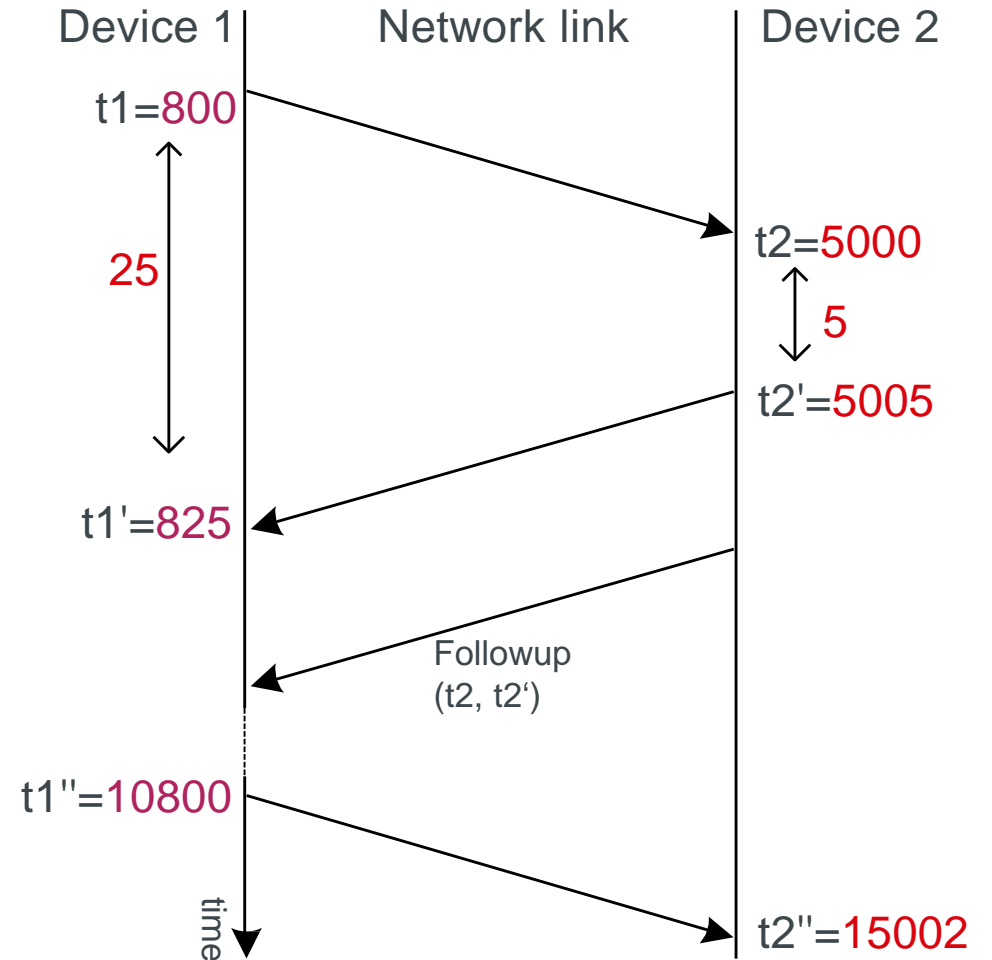 Device 1
Network link
Device 2
t1=800
t2=5000
25
5
t2'=5005
t1'=825
Followup
(t2, t2‘)
t1"=10800
time
t2"=15002